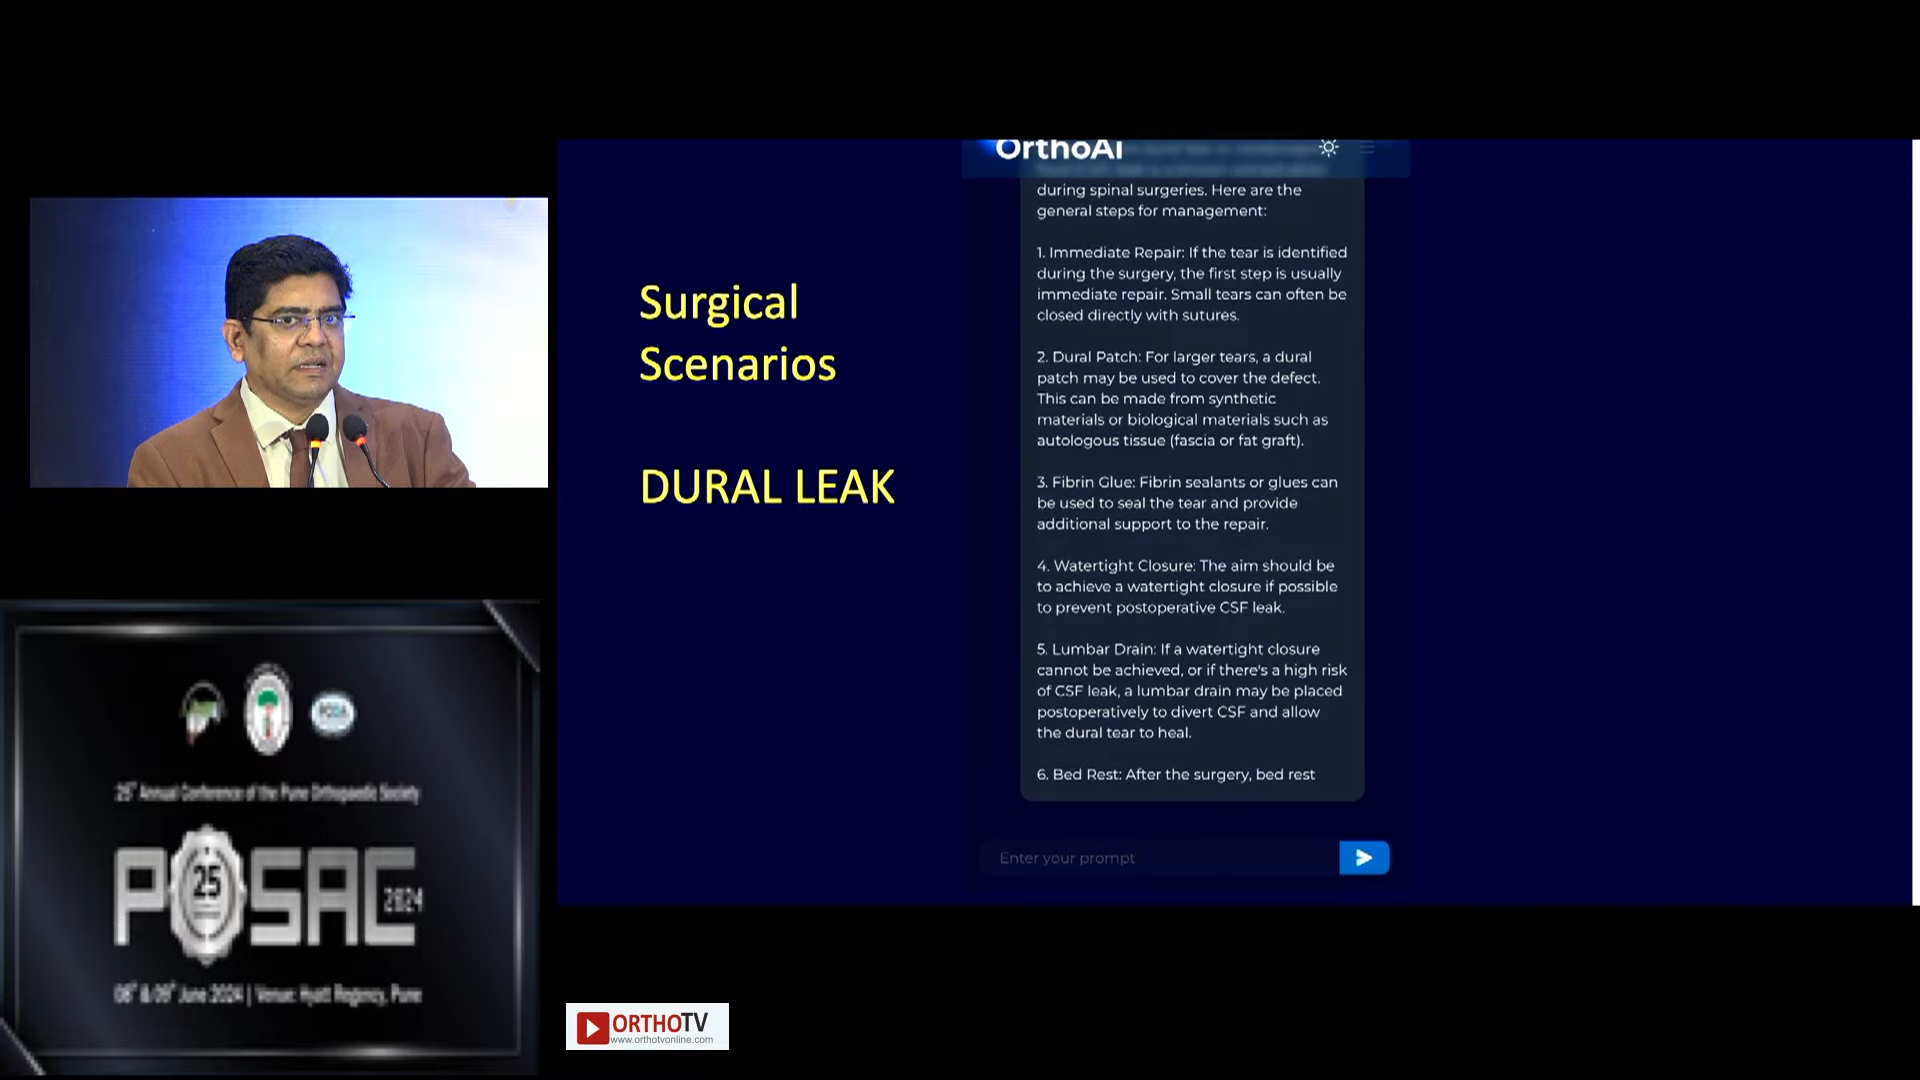 OrthoAI
during spinal surgeries. Here are the
general steps for management:
1. Immediate Repair: If the tear is identified
during the surgery, the first step is usually
immediate repair. Small tears can often be
closed directly with sutures.
2. Dural Patch: For larger tears, a dural
patch may be used to cover the defect.
This can be made from synthetic
materials or biological materials such as
autologous tissue (fascia or fat graft).
3. Fibrin Glue: Fibrin sealants or glues can
be used to seal the tear and provide
additional support to the repair.
4. Watertight Closure: The aim should be
to achieve a watertight closure if possible
to prevent postoperative CSF leak.
5. Lumbar Drain: If a watertight closure
cannot be achieved, or if there's a high risk
of CSF leak, a lumbar drain may be placed
postoperatively to divert CSF and allow
the dural tear to heal.
6. Bed Rest: After the surgery, bed rest
Enter your prompt
Surgical
Scenarios
DURAL LEAK
25th Annual Conference of the Pune Orthopaedic Society
POSAC
25
2024
08th & 09th June 2024 | Venue: Hyatt Regency, Pune
ORTHOTV
www.orthotvonline.com